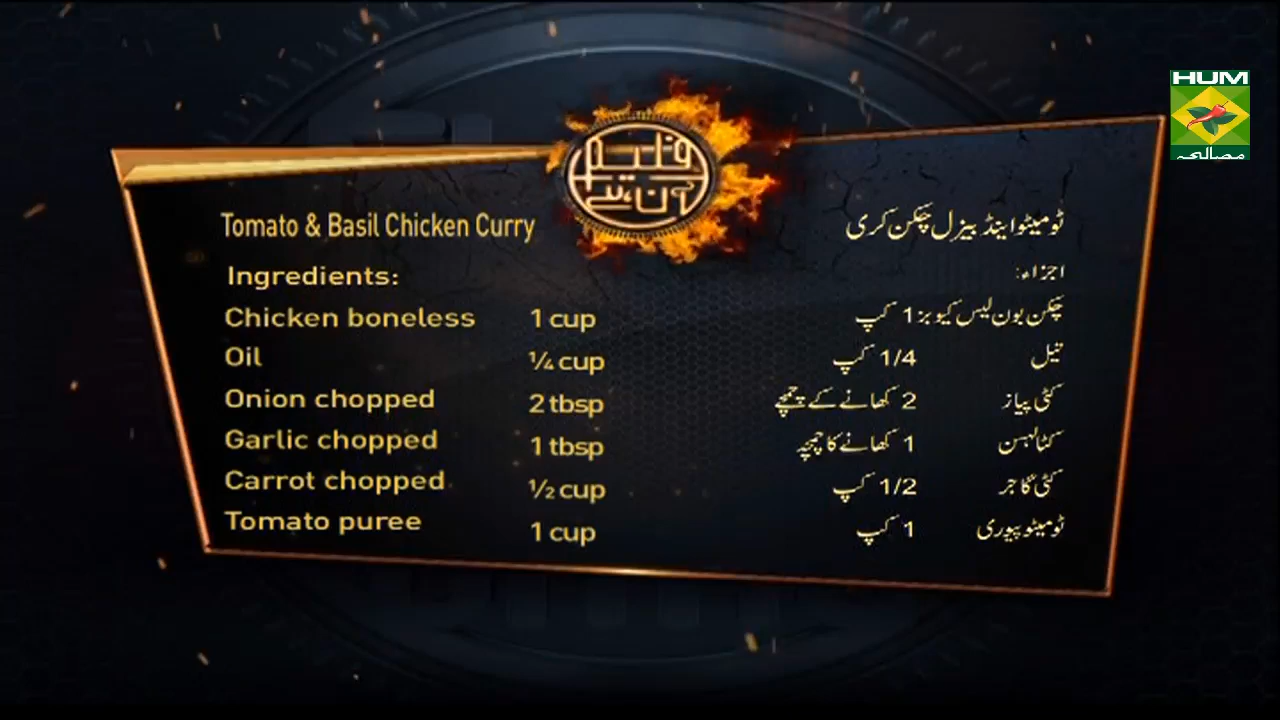 HUM
مصالحہ
فلیم
آن ہے
Tomato & Basil Chicken Curry
ٹومیٹو اینڈ بیزل چکن کری
Ingredients:
اجزاء:
Chicken boneless 1 cup
چکن بون لیس کیوبز 1 کپ
Oil ¼ cup
تیل 1/4 کپ
Onion chopped 2 tbsp
کٹی پیاز 2 کھانے کے چمچے
Garlic chopped 1 tbsp
کٹا لہسن 1 کھانے کا چمچہ
Carrot chopped ½ cup
کٹی گاجر 1/2 کپ
Tomato puree 1 cup
ٹومیٹو پیوری 1 کپ